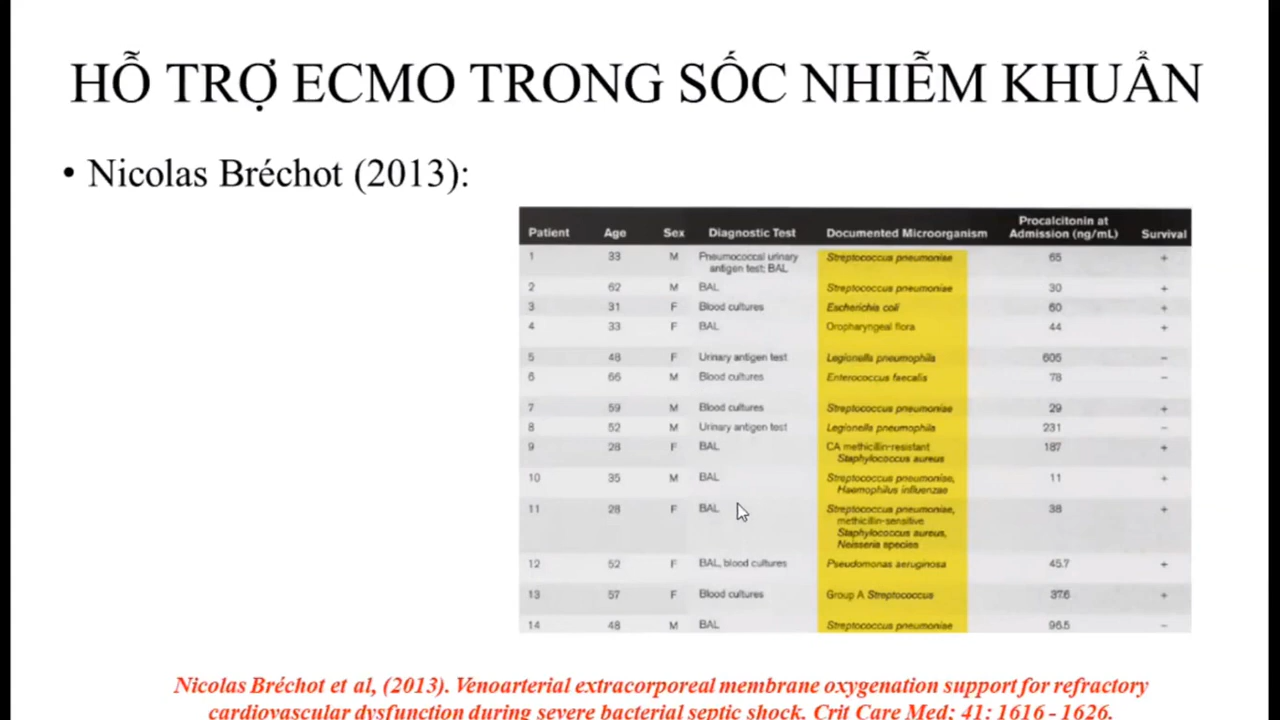 HỖ TRỢ ECMO TRONG SỐC NHIỄM KHUẨN
• Nicolas Bréchot (2013):
Patient Age Sex Diagnostic Test Documented Microorganism Procalcitonin at Admission (ng/mL) Survival
1 33 M Pneumococcal urinary antigen test; BAL Streptococcus pneumoniae 65 +
2 62 M BAL Streptococcus pneumoniae 30 +
3 31 F Blood cultures Escherichia coli 60 +
4 33 F BAL Oropharyngeal flora 44 +
5 48 F Urinary antigen test Legionella pneumophila 605 –
6 66 M Blood cultures Enterococcus faecalis 78 –
7 59 M Blood cultures Streptococcus pneumoniae 29 +
8 52 M Urinary antigen test Legionella pneumophila 231 –
9 28 F BAL CA methicillin-resistant Staphylococcus aureus 187 +
10 35 M BAL Streptococcus pneumoniae, Haemophilus influenzae 11 +
11 28 F BAL Streptococcus pneumoniae, methicillin-sensitive Staphylococcus aureus, Neisseria species 38 +
12 52 F BAL, blood cultures Pseudomonas aeruginosa 45.7 +
13 57 F Blood cultures Group A Streptococcus 37.6 +
14 48 M BAL Streptococcus pneumoniae 96.5 –
Nicolas Bréchot et al, (2013). Venoarterial extracorporeal membrane oxygenation support for refractory
cardiovascular dysfunction during severe bacterial septic shock. Crit Care Med; 41: 1616 - 1626.